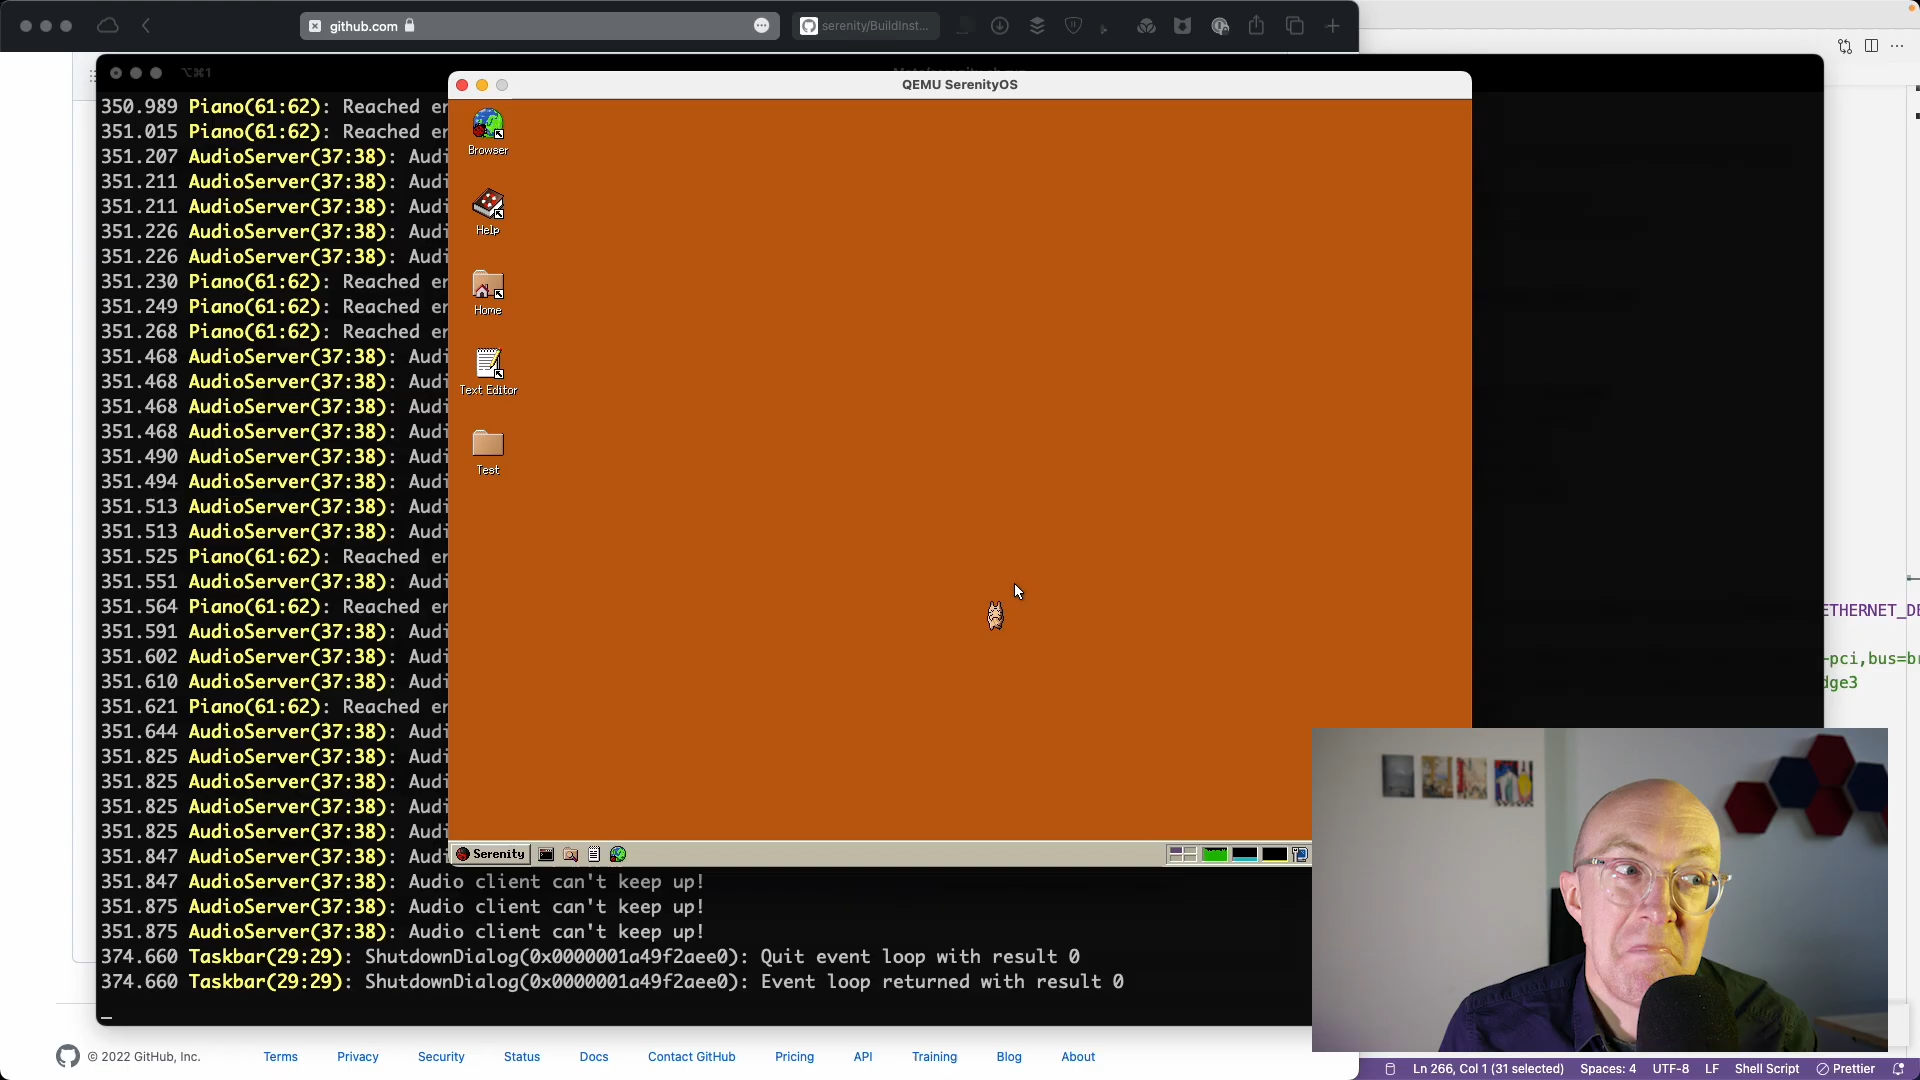 github.com
serenity/BuildInst...
⌥⌘1
QEMU SerenityOS
350.989 Piano(61:62): Reached er
351.015 Piano(61:62): Reached er
351.207 AudioServer(37:38): Audi
351.211 AudioServer(37:38): Audi
351.211 AudioServer(37:38): Audi
351.226 AudioServer(37:38): Audi
351.226 AudioServer(37:38): Audi
351.230 Piano(61:62): Reached er
351.249 Piano(61:62): Reached er
351.268 Piano(61:62): Reached er
351.468 AudioServer(37:38): Audi
351.468 AudioServer(37:38): Audi
351.468 AudioServer(37:38): Audi
351.468 AudioServer(37:38): Audi
351.490 AudioServer(37:38): Audi
351.494 AudioServer(37:38): Audi
351.513 AudioServer(37:38): Audi
351.513 AudioServer(37:38): Audi
351.525 Piano(61:62): Reached er
351.551 AudioServer(37:38): Audi
351.564 Piano(61:62): Reached er
351.591 AudioServer(37:38): Audi
351.602 AudioServer(37:38): Audi
351.610 AudioServer(37:38): Audi
351.621 Piano(61:62): Reached er
351.644 AudioServer(37:38): Audi
351.825 AudioServer(37:38): Audi
351.825 AudioServer(37:38): Audi
351.825 AudioServer(37:38): Audi
351.825 AudioServer(37:38): Audi
351.847 AudioServer(37:38): Audi
351.847 AudioServer(37:38): Audio client can't keep up!
351.875 AudioServer(37:38): Audio client can't keep up!
351.875 AudioServer(37:38): Audio client can't keep up!
374.660 Taskbar(29:29): ShutdownDialog(0x0000001a49f2aee0): Quit event loop with result 0
374.660 Taskbar(29:29): ShutdownDialog(0x0000001a49f2aee0): Event loop returned with result 0
Browser
Help
Home
Text Editor
Test
Serenity
ETHERNET_DE
-pci,bus=br
dge3
© 2022 GitHub, Inc.
Terms
Privacy
Security
Status
Docs
Contact GitHub
Pricing
API
Training
Blog
About
Ln 266, Col 1 (31 selected)
Spaces: 4
UTF-8
LF
Shell Script
Prettier